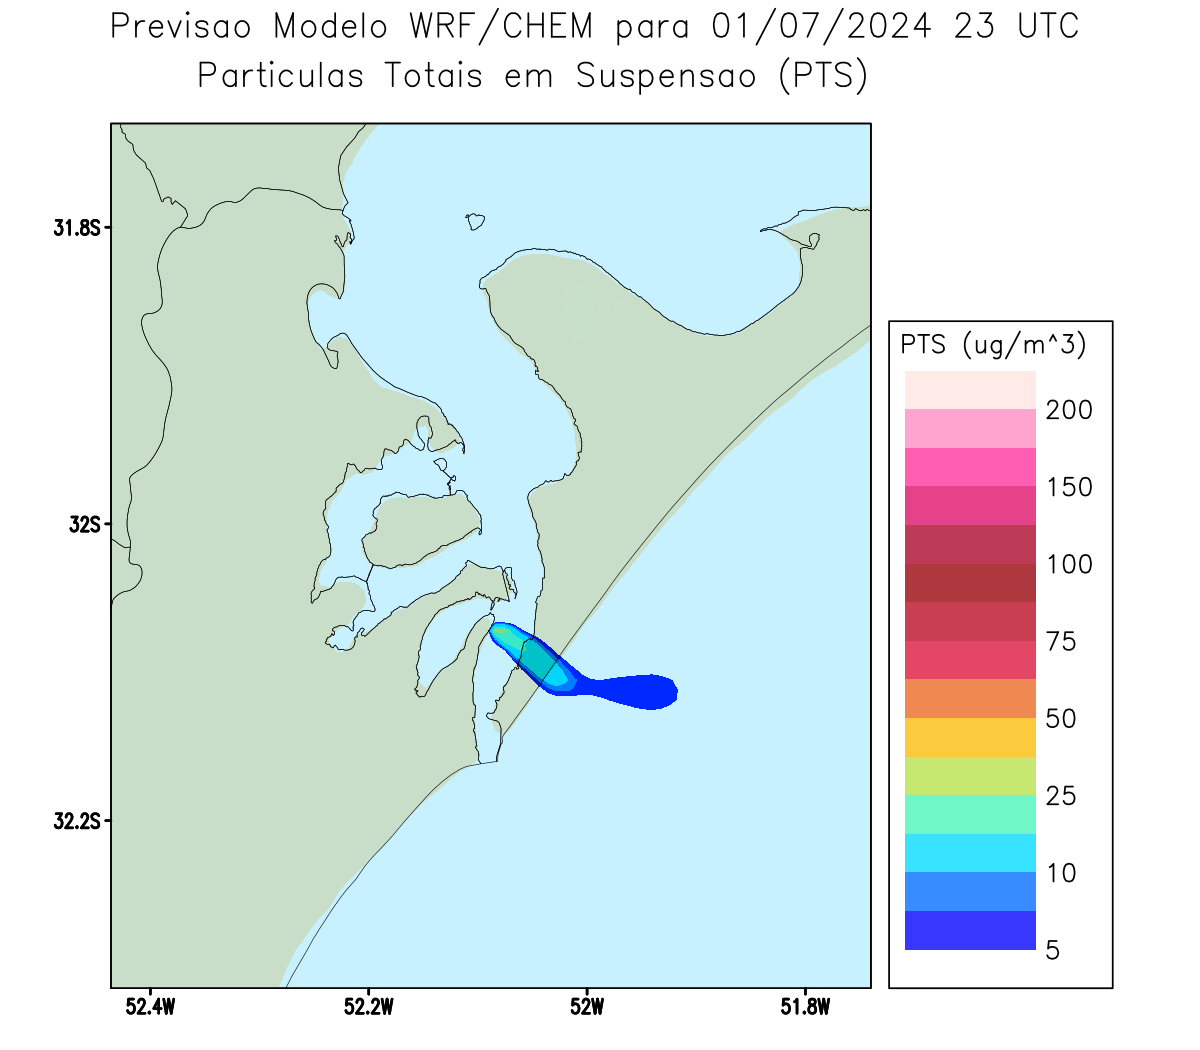 Previsao Modelo WRF/CHEM para 01/07/2024 23 UTC
Particulas Totais em Suspensao (PTS)
31.8S
32S
32.2S
52.4W 52.2W 52W 51.8W
PTS (ug/m^3)
200
150
100
75
50
25
10
5